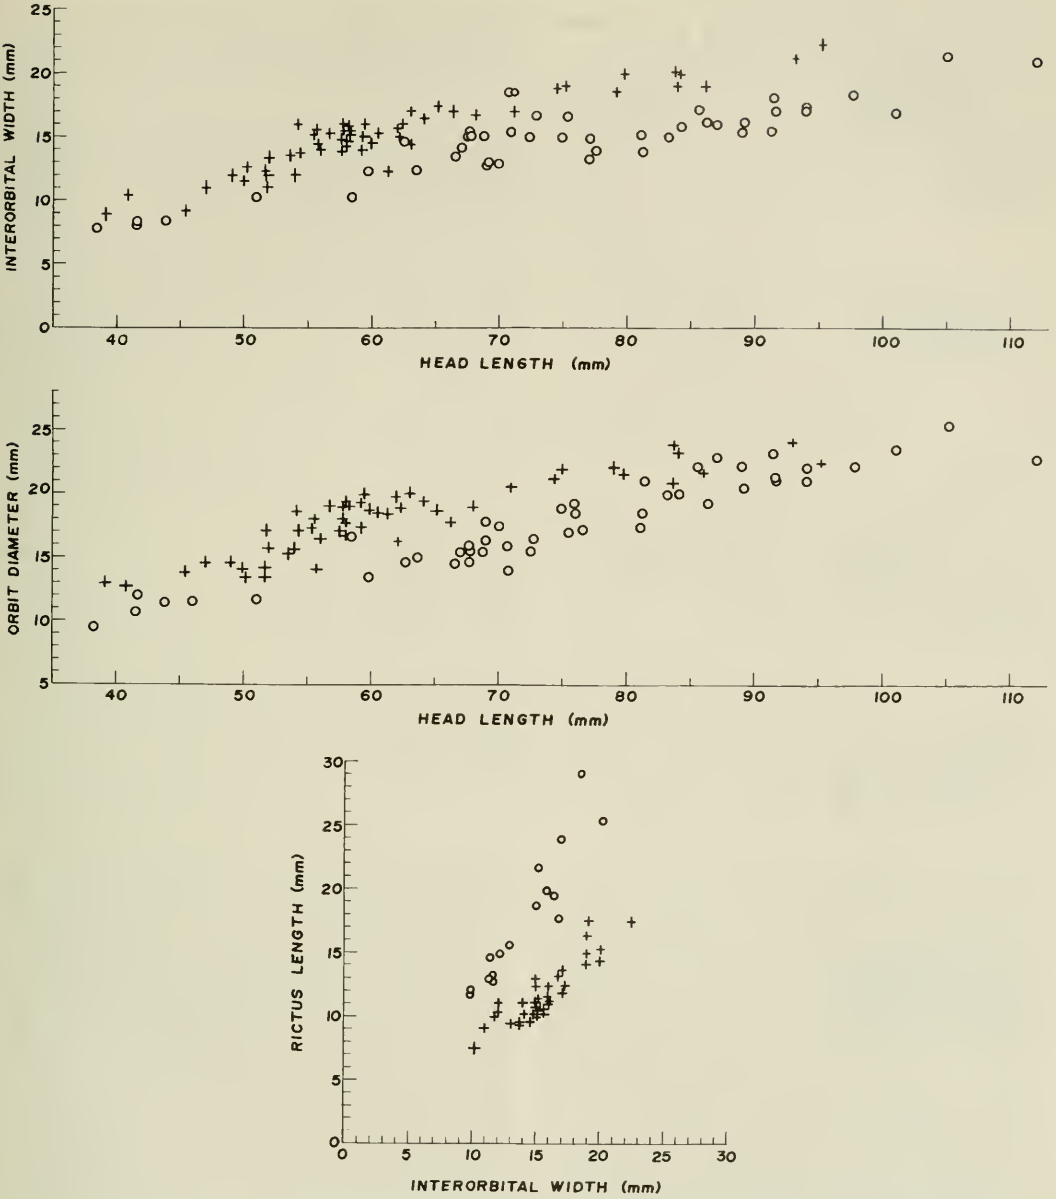 25
20
15
10
5
0
INTERORBITAL WIDTH (mm)
40 50 60 70 80 90 100 110
HEAD LENGTH (mm)
25
20
15
10
5
ORBIT DIAMETER (mm)
40 50 60 70 80 90 100 110
HEAD LENGTH (mm)
30
25
20
15
10
5
0
RICTUS LENGTH (mm)
0 5 10 15 20 25 30
INTERORBITAL WIDTH (mm)